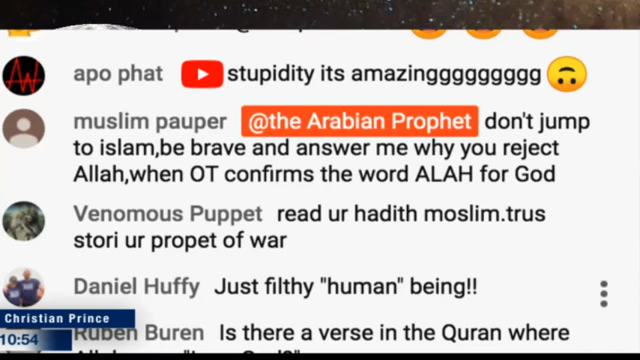 apo phat stupidity its amazingggggggggg
muslim pauper @the Arabian Prophet don't jump
to islam,be brave and answer me why you reject
Allah,when OT confirms the word ALAH for God
Venomous Puppet read ur hadith moslim.trus
stori ur propet of war
Daniel Huffy Just filthy "human" being!!
Christian Prince
10:54
Ruben Buren Is there a verse in the Quran where